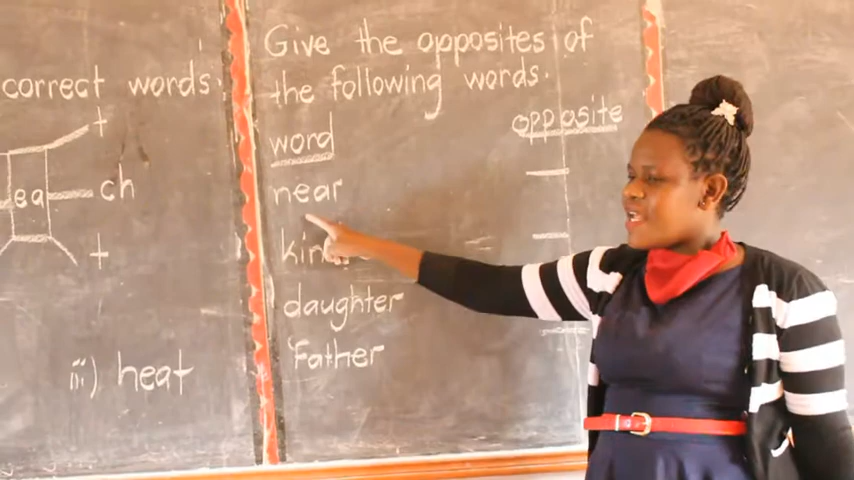 correct words.
t
ea ch
t
iii) heat
Give the opposites of
the following words.
word opposite
near
daughter
Father